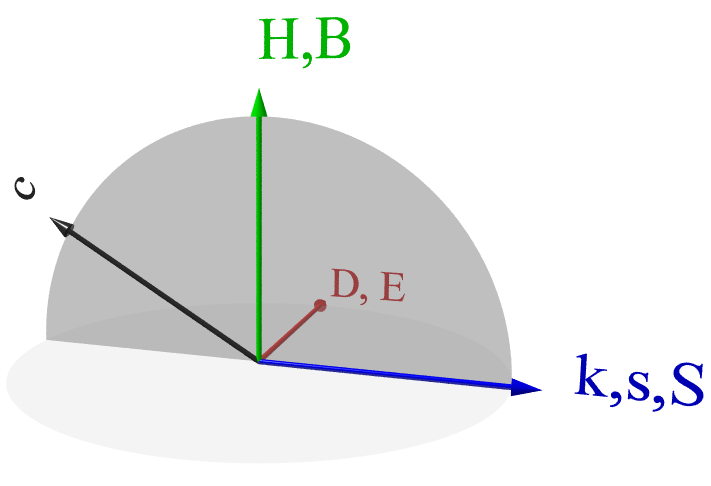 H,B
c
D, E
k,s,S